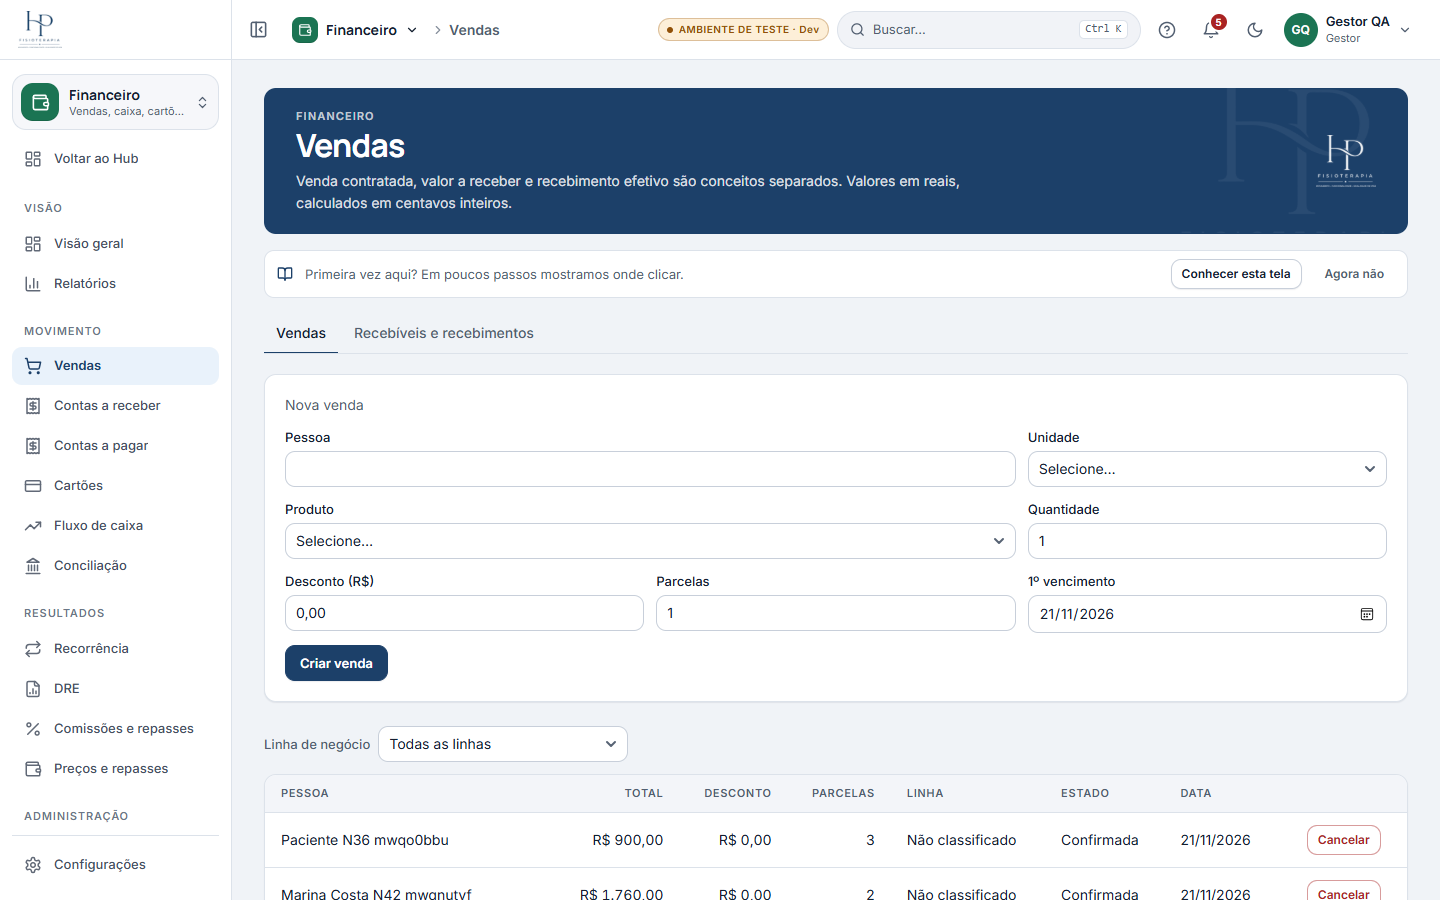 HP
FISIOTERAPIA
Financeiro
Vendas
AMBIENTE DE TESTE · Dev
Buscar...
Ctrl K
5
GQ
Gestor QA
Gestor
Financeiro
Vendas, caixa, cartõ...
Voltar ao Hub
VISÃO
Visão geral
Relatórios
MOVIMENTO
Vendas
Contas a receber
Contas a pagar
Cartões
Fluxo de caixa
Conciliação
RESULTADOS
Recorrência
DRE
Comissões e repasses
Preços e repasses
ADMINISTRAÇÃO
Configurações
FINANCEIRO
Vendas
Venda contratada, valor a receber e recebimento efetivo são conceitos separados. Valores em reais,
calculados em centavos inteiros.
HP
FISIOTERAPIA
Primeira vez aqui? Em poucos passos mostramos onde clicar.
Conhecer esta tela
Agora não
Vendas
Recebíveis e recebimentos
Nova venda
Pessoa
Unidade
Selecione...
Produto
Quantidade
Selecione...
1
Desconto (R$)
Parcelas
1º vencimento
0,00
1
21/11/2026
Criar venda
Linha de negócio
Todas as linhas
PESSOA TOTAL DESCONTO PARCELAS LINHA ESTADO DATA
Paciente N36 mwqo0bbu R$ 900,00 R$ 0,00 3 Não classificado Confirmada 21/11/2026 Cancelar
Marina Costa N42 mwqnutyf R$ 1.760,00 R$ 0,00 2 Não classificado Confirmada 21/11/2026 Cancelar